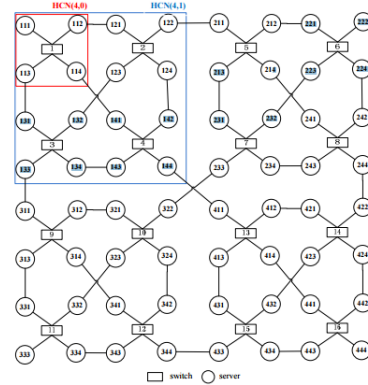 HCN(4,0) HCN(4,1)
111 112 121 122 211 212 221 222
1 2 5 6
113 114 123 124 213 214 223 224
131 132 141 142 231 232 241 242
3 4 7 8
133 134 143 144 233 234 243 244
311 312 321 322 411 412 421 422
9 10 13 14
313 314 323 324 413 414 423 424
331 332 341 342 431 432 441 442
11 12 15 16
333 334 343 344 433 434 443 444
switch server